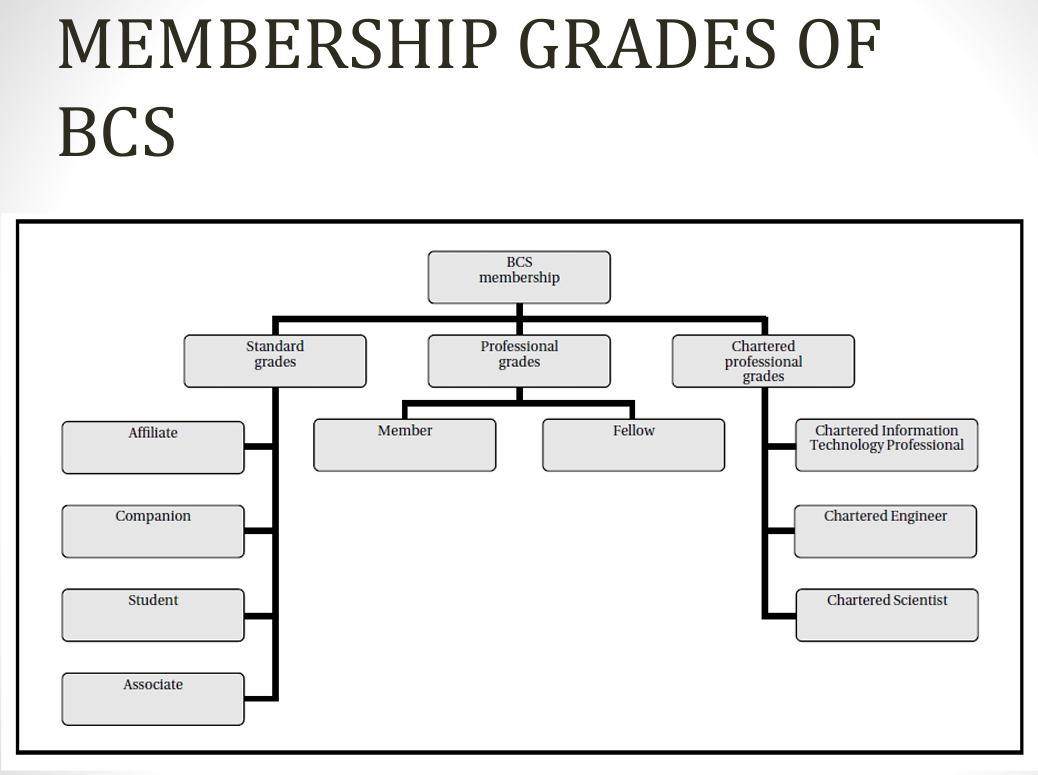 MEMBERSHIP GRADES OF
BCS
BCS
membership
Standard
grades
Professional
grades
Chartered
professional
grades
Affiliate
Companion
Student
Associate
Member
Fellow
Chartered Information
Technology Professional
Chartered Engineer
Chartered Scientist